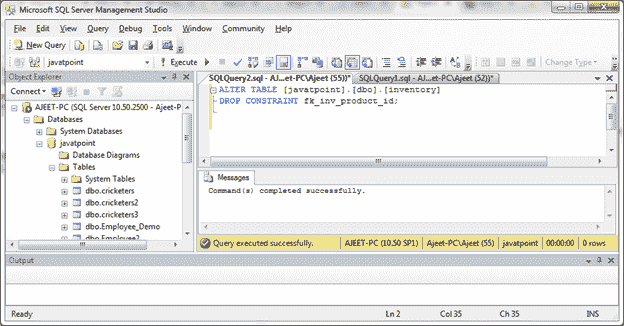 Microsoft SQL Server Management Studio
File Edit View Query Debug Tools Window Community Help
New Query
javatpoint Execute Change Type
Object Explorer
Connect
AJEET-PC (SQL Server 10.50.2500 - Ajeet-P
Databases
System Databases
javatpoint
Database Diagrams
Tables
System Tables
dbo.cricketers
dbo.cricketers2
dbo.cricketers3
dbo.Employee_Demo
dbo.Employee2
SQLQuery2.sql - AJ...et-PC\Ajeet (55))* SQLQuery1.sql - AJ...et-PC\Ajeet (52))*
ALTER TABLE [javatpoint].[dbo].[inventory]
DROP CONSTRAINT fk_inv_product_id;
Messages
Command(s) completed successfully.
Query executed successfully. AJEET-PC (10.50 SP1) Ajeet-PC\Ajeet (55) javatpoint 00:00:00 0 rows
Output
Ready Ln 2 Col 35 Ch 35 INS